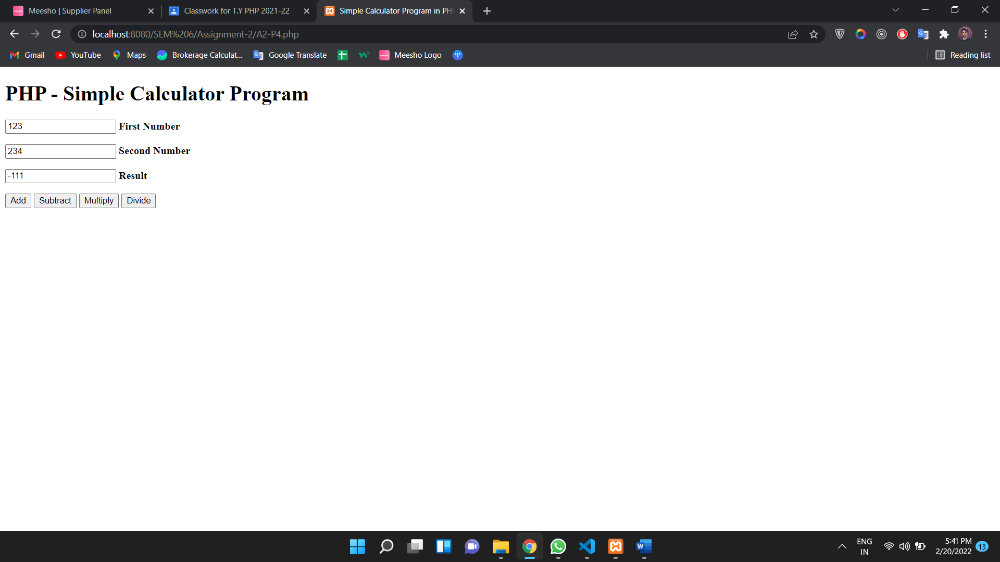 Meesho | Supplier Panel
Classwork for T.Y PHP 2021-22
Simple Calculator Program in PH
localhost:8080/SEM%206/Assignment-2/A2-P4.php
Gmail YouTube Maps Brokerage Calculat... Google Translate Meesho Logo Reading list
PHP - Simple Calculator Program
123 First Number
234 Second Number
-111 Result
Add Subtract Multiply Divide
ENG 5:41 PM
IN 2/20/2022 13